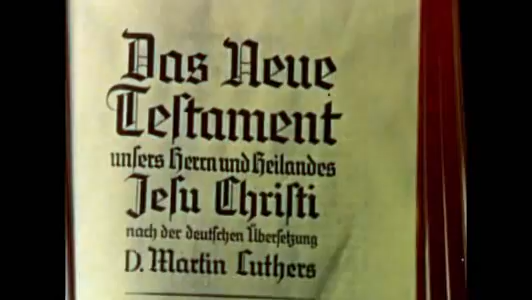 Das Neue
Teſtament
unſers Herrn und Heilandes
Jeſu Chriſti
nach der deutſchen Überſetzung
D. Martin Luthers